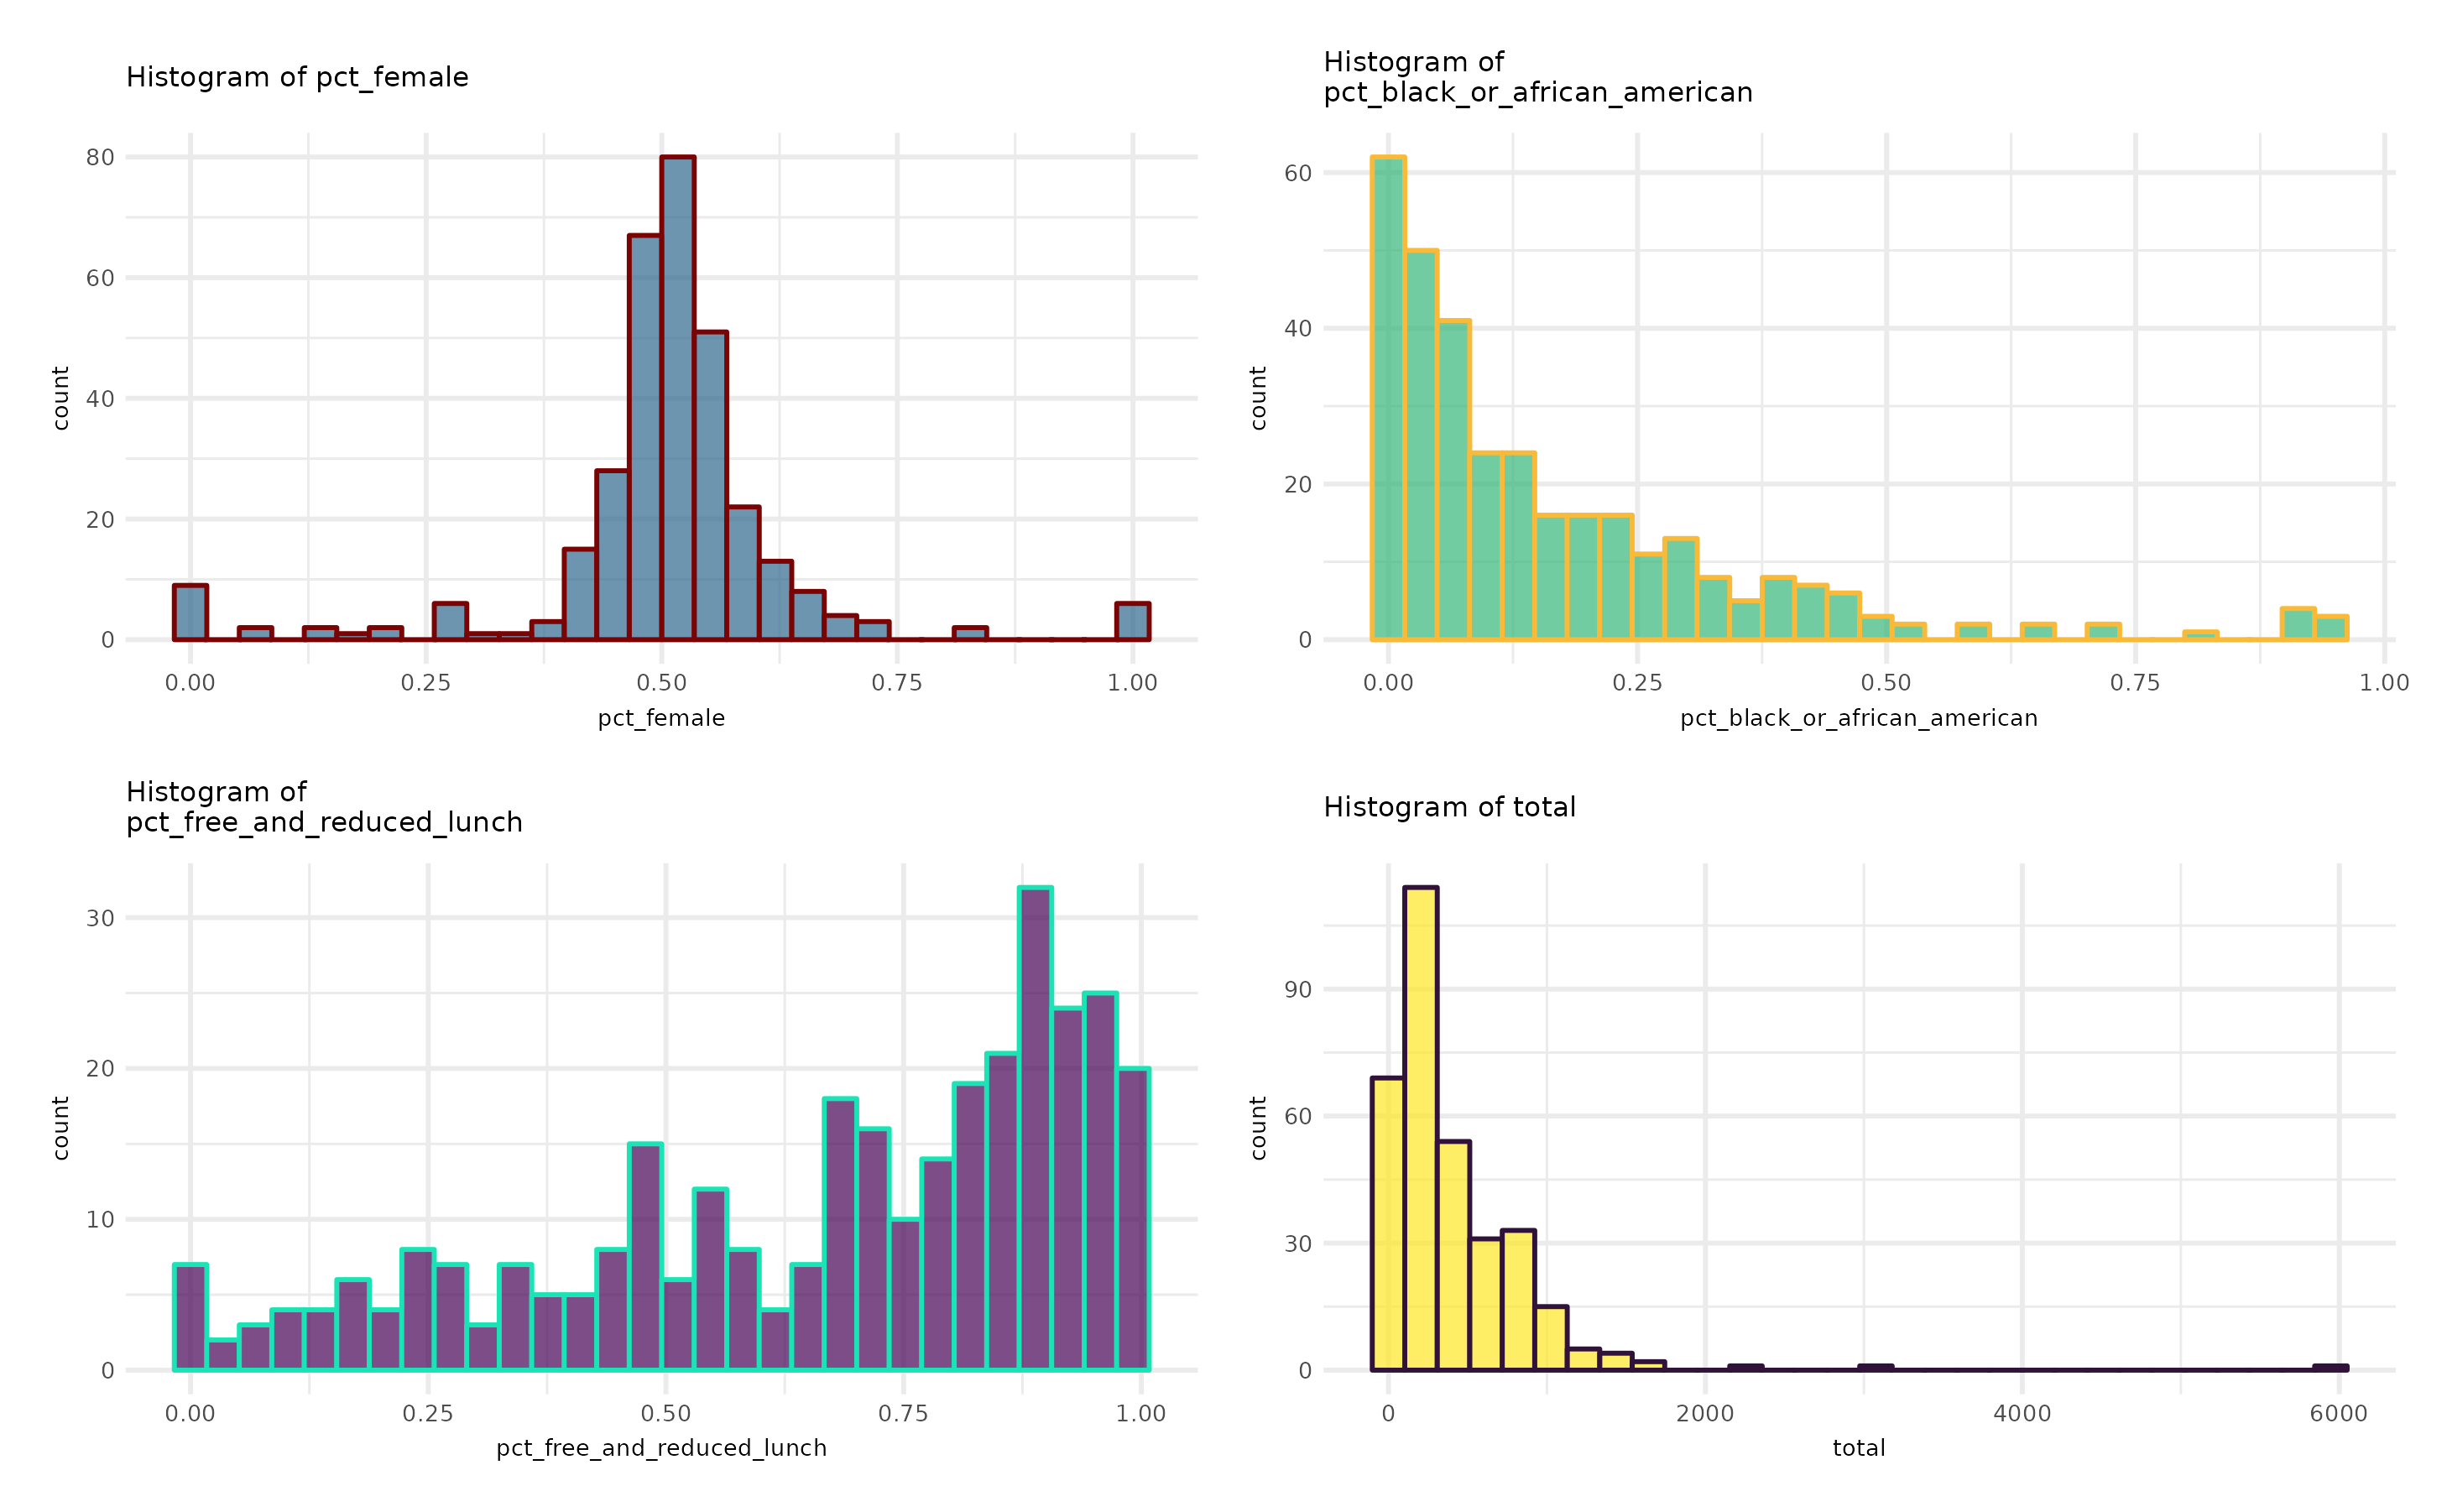 Histogram of pct_female
count
80
60
40
20
0
0.00 0.25 0.50 0.75 1.00
pct_female
Histogram of
pct_black_or_african_american
count
60
40
20
0
0.00 0.25 0.50 0.75 1.00
pct_black_or_african_american
Histogram of
pct_free_and_reduced_lunch
count
30
20
10
0
0.00 0.25 0.50 0.75 1.00
pct_free_and_reduced_lunch
Histogram of total
count
90
60
30
0
0 2000 4000 6000
total